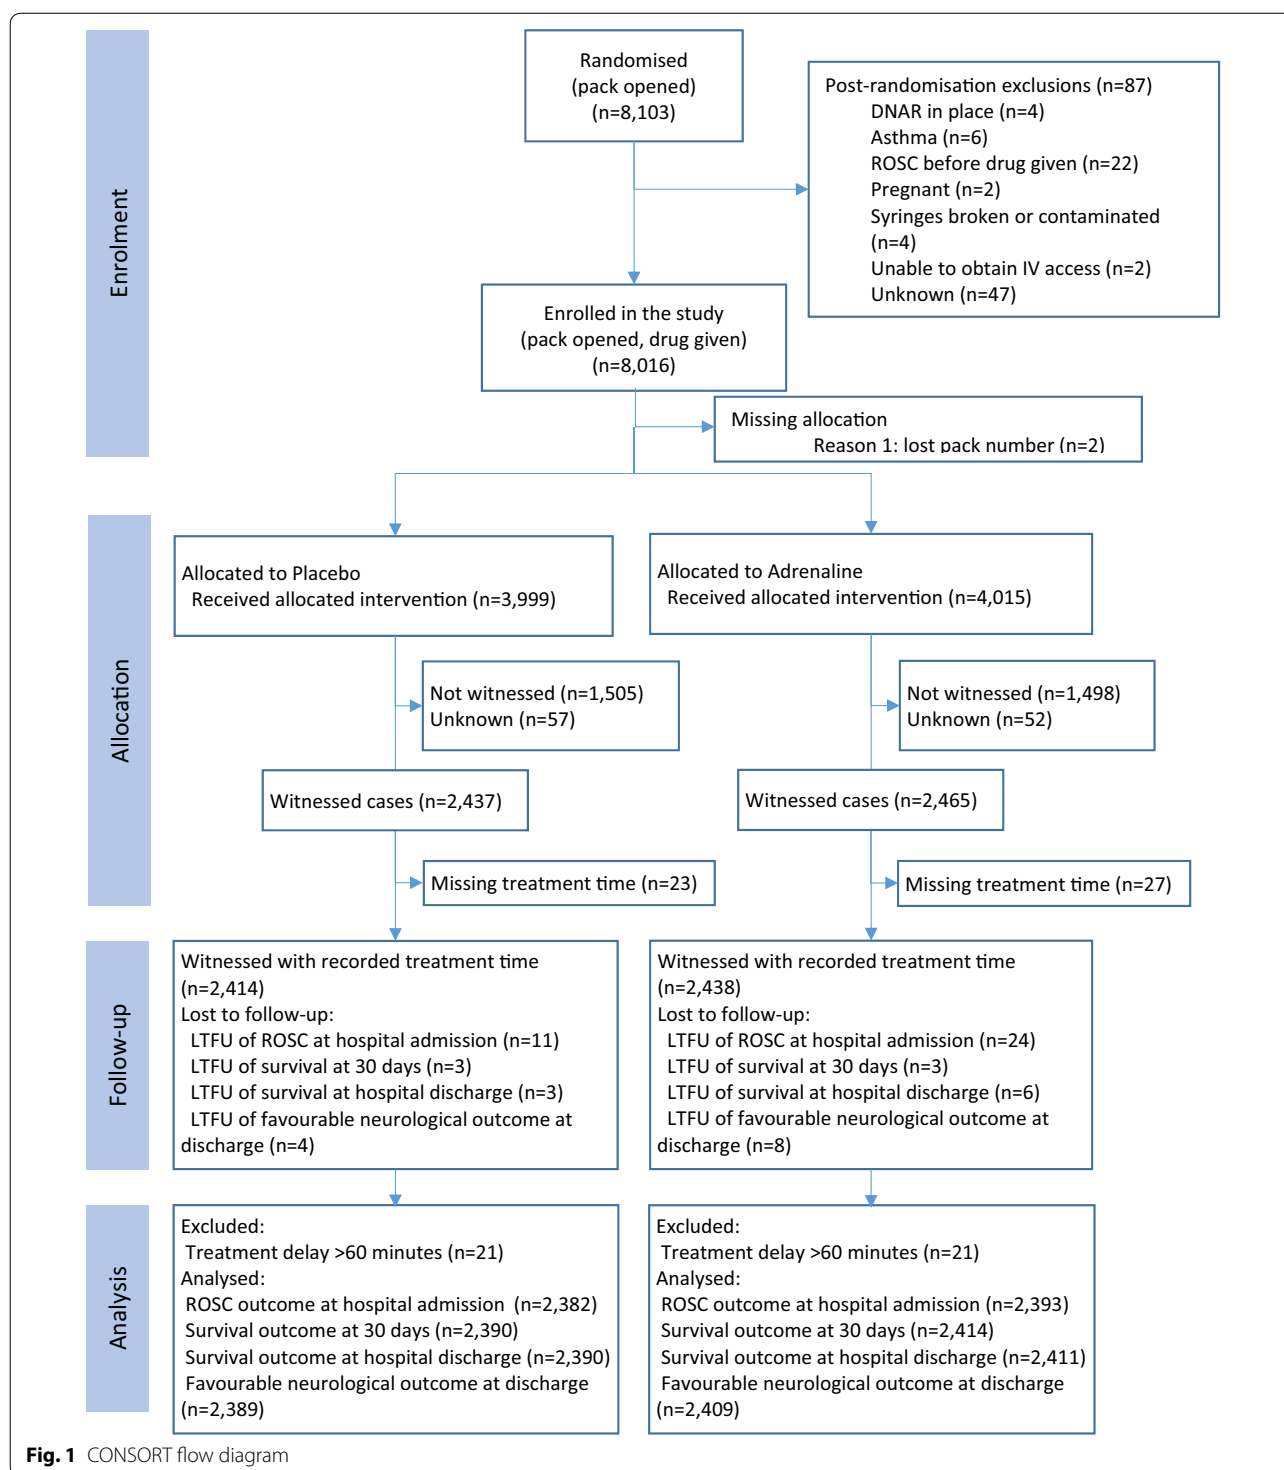 Enrolment
Randomised
(pack opened)
(n=8,103)
Post-randomisation exclusions (n=87)
DNAR in place (n=4)
Asthma (n=6)
ROSC before drug given (n=22)
Pregnant (n=2)
Syringes broken or contaminated
(n=4)
Unable to obtain IV access (n=2)
Unknown (n=47)
Enrolled in the study
(pack opened, drug given)
(n=8,016)
Missing allocation
Reason 1: lost pack number (n=2)
Allocation
Allocated to Placebo
Received allocated intervention (n=3,999)
Allocated to Adrenaline
Received allocated intervention (n=4,015)
Not witnessed (n=1,505)
Unknown (n=57)
Not witnessed (n=1,498)
Unknown (n=52)
Witnessed cases (n=2,437)
Witnessed cases (n=2,465)
Missing treatment time (n=23)
Missing treatment time (n=27)
Follow-up
Witnessed with recorded treatment time
(n=2,414)
Lost to follow-up:
LTFU of ROSC at hospital admission (n=11)
LTFU of survival at 30 days (n=3)
LTFU of survival at hospital discharge (n=3)
LTFU of favourable neurological outcome at
discharge (n=4)
Witnessed with recorded treatment time
(n=2,438)
Lost to follow-up:
LTFU of ROSC at hospital admission (n=24)
LTFU of survival at 30 days (n=3)
LTFU of survival at hospital discharge (n=6)
LTFU of favourable neurological outcome at
discharge (n=8)
Analysis
Excluded:
Treatment delay >60 minutes (n=21)
Analysed:
ROSC outcome at hospital admission (n=2,382)
Survival outcome at 30 days (n=2,390)
Survival outcome at hospital discharge (n=2,390)
Favourable neurological outcome at discharge
(n=2,389)
Excluded:
Treatment delay >60 minutes (n=21)
Analysed:
ROSC outcome at hospital admission (n=2,393)
Survival outcome at 30 days (n=2,414)
Survival outcome at hospital discharge (n=2,411)
Favourable neurological outcome at discharge
(n=2,409)
Fig. 1 CONSORT flow diagram